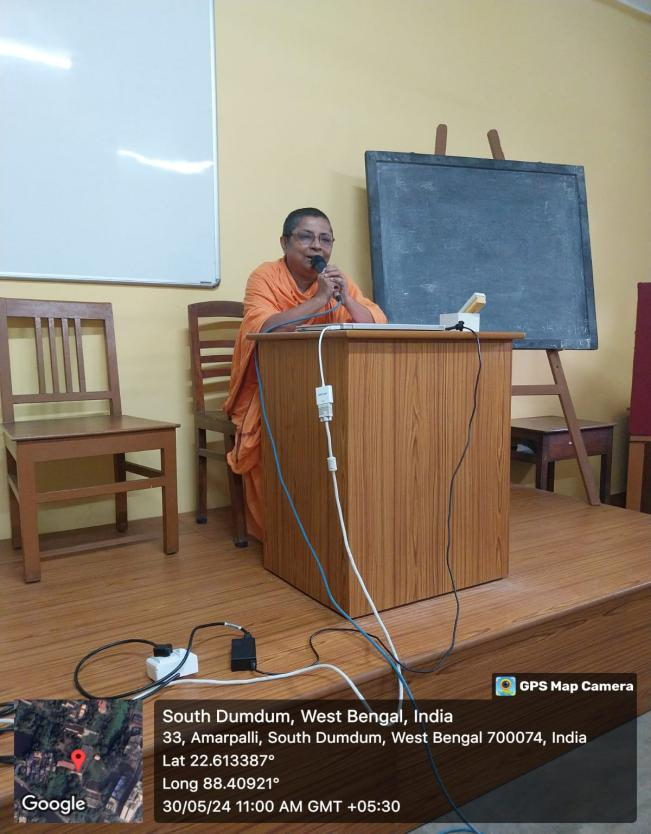 GPS Map Camera
South Dumdum, West Bengal, India
33, Amarpalli, South Dumdum, West Bengal 700074, India
Lat 22.613387°
Long 88.40921°
30/05/24 11:00 AM GMT +05:30
Google